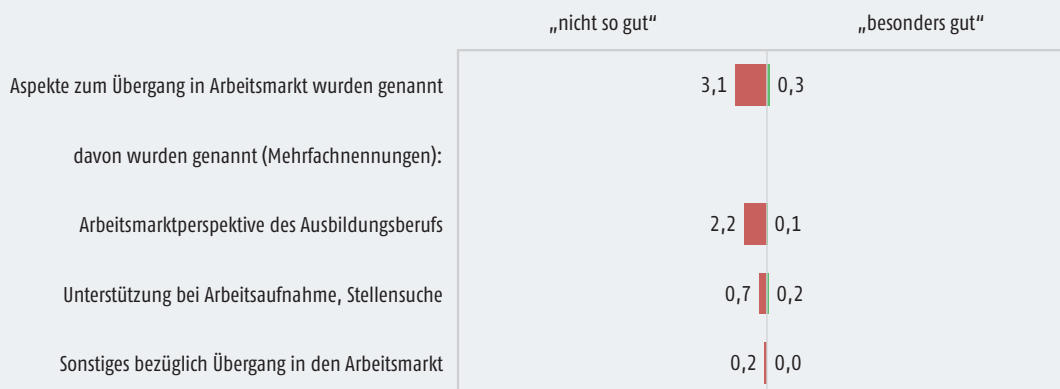 „nicht so gut“ „besonders gut“
Aspekte zum Übergang in Arbeitsmarkt wurden genannt 3,1 0,3
davon wurden genannt (Mehrfachnennungen):
Arbeitsmarktperspektive des Ausbildungsberufs 2,2 0,1
Unterstützung bei Arbeitsaufnahme, Stellensuche 0,7 0,2
Sonstiges bezüglich Übergang in den Arbeitsmarkt 0,2 0,0